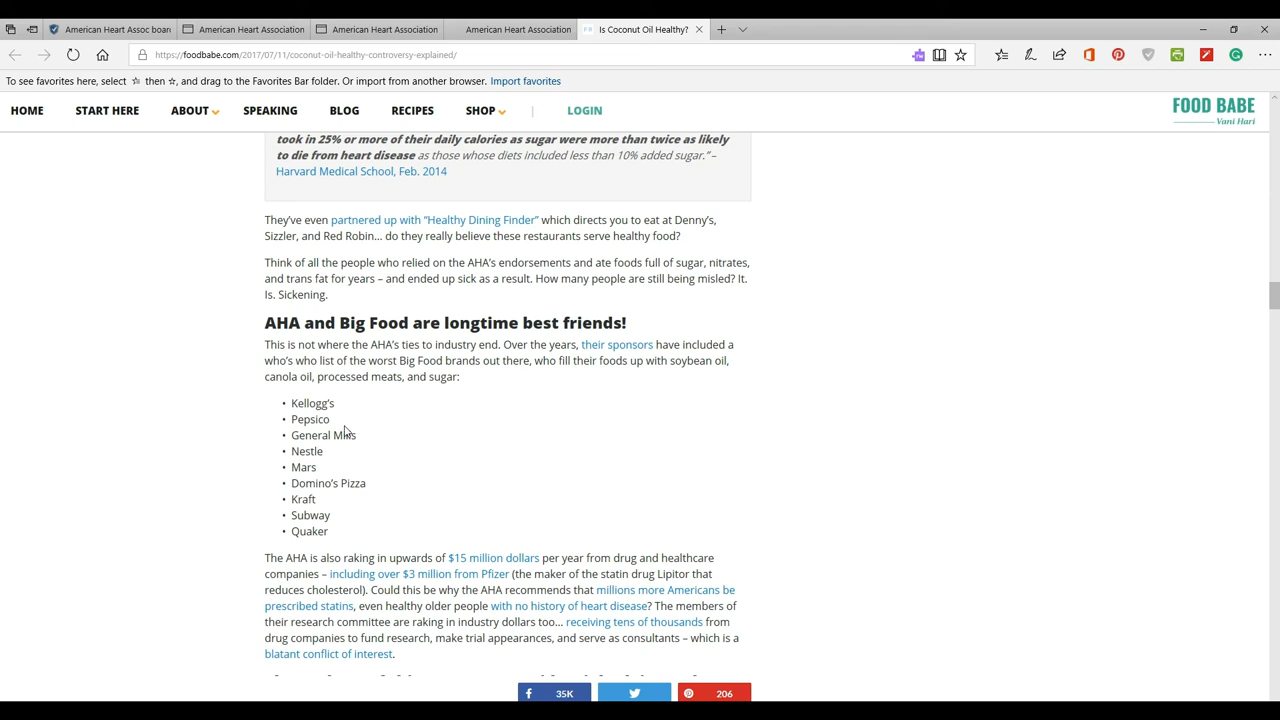 American Heart Assoc boan
American Heart Association
American Heart Association
American Heart Association
Is Coconut Oil Healthy?
https://foodbabe.com/2017/07/11/coconut-oil-healthy-controversy-explained/
To see favorites here, select ☆ then ☆, and drag to the Favorites Bar folder. Or import from another browser. Import favorites
HOME START HERE ABOUT SPEAKING BLOG RECIPES SHOP | LOGIN
FOOD BABE
Vani Hari
took in 25% or more of their daily calories as sugar were more than twice as likely
to die from heart disease as those whose diets included less than 10% added sugar.” –
Harvard Medical School, Feb. 2014
They’ve even partnered up with “Healthy Dining Finder” which directs you to eat at Denny’s,
Sizzler, and Red Robin… do they really believe these restaurants serve healthy food?
Think of all the people who relied on the AHA’s endorsements and ate foods full of sugar, nitrates,
and trans fat for years – and ended up sick as a result. How many people are still being misled? It.
Is. Sickening.
AHA and Big Food are longtime best friends!
This is not where the AHA’s ties to industry end. Over the years, their sponsors have included a
who’s who list of the worst Big Food brands out there, who fill their foods up with soybean oil,
canola oil, processed meats, and sugar:
• Kellogg’s
• Pepsico
• General Mills
• Nestle
• Mars
• Domino’s Pizza
• Kraft
• Subway
• Quaker
The AHA is also raking in upwards of $15 million dollars per year from drug and healthcare
companies – including over $3 million from Pfizer (the maker of the statin drug Lipitor that
reduces cholesterol). Could this be why the AHA recommends that millions more Americans be
prescribed statins, even healthy older people with no history of heart disease? The members of
their research committee are raking in industry dollars too… receiving tens of thousands from
drug companies to fund research, make trial appearances, and serve as consultants – which is a
blatant conflict of interest.
35K
206